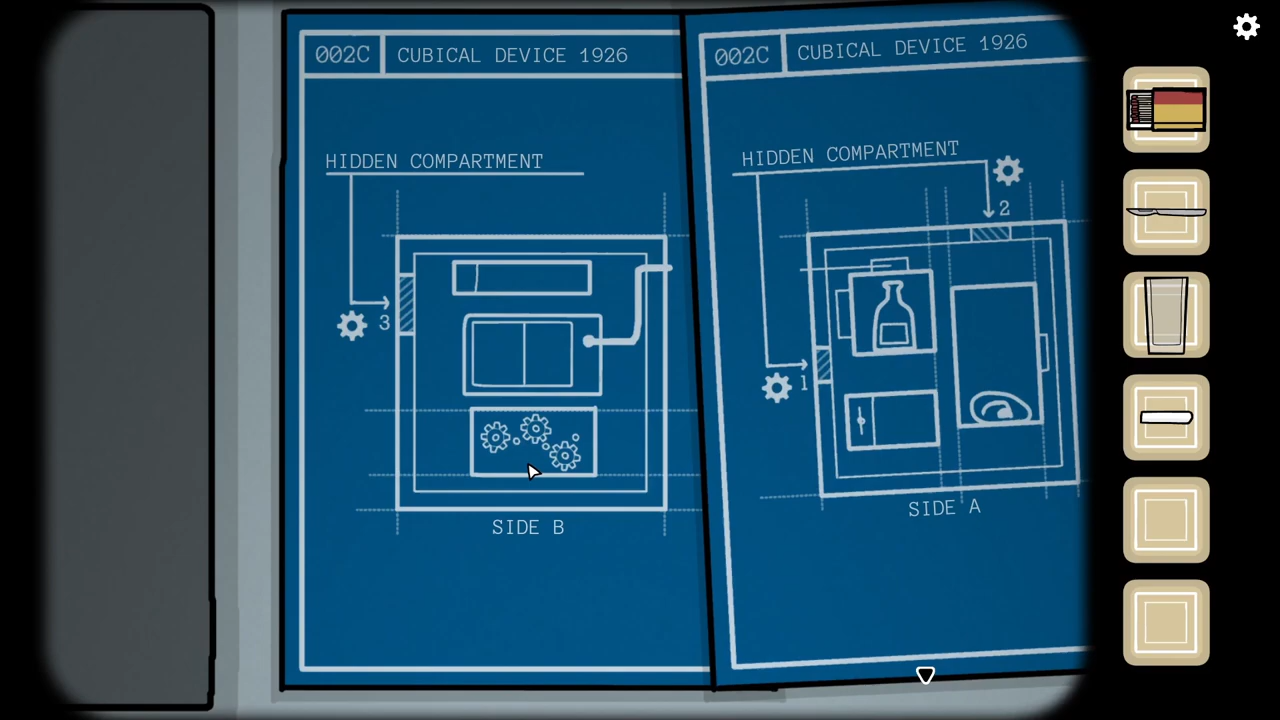 002C CUBICAL DEVICE 1926
HIDDEN COMPARTMENT
3
SIDE B
002C CUBICAL DEVICE 1926
HIDDEN COMPARTMENT
2
1
SIDE A